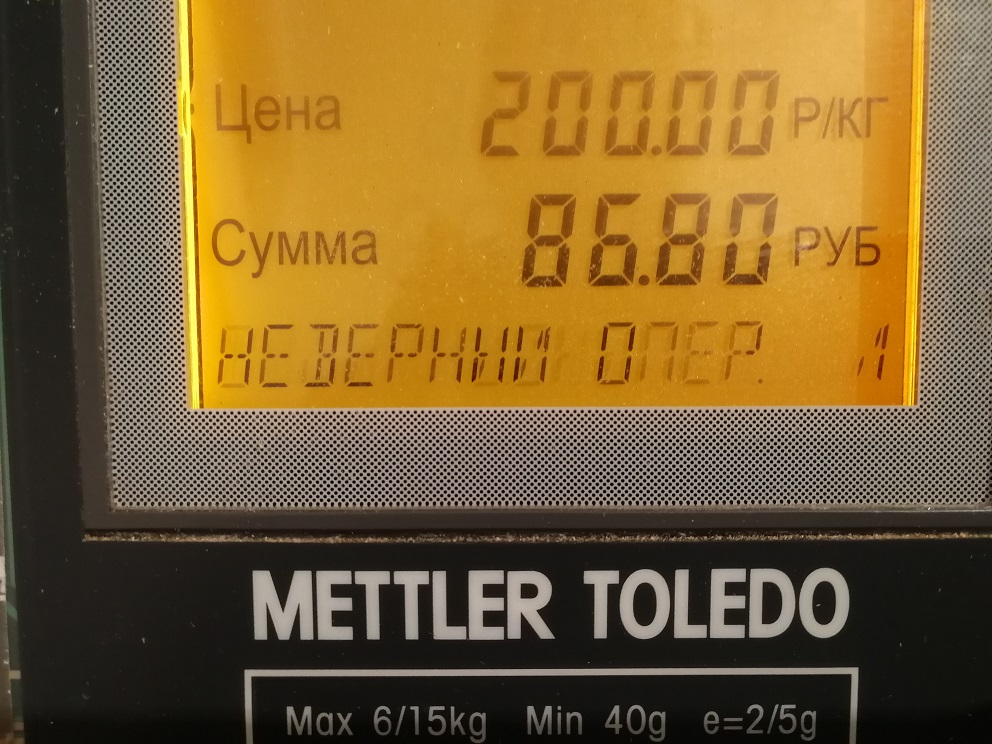 Цена 200.00 Р/КГ
Сумма 86.80 РУБ
НЕВЕРНЫЙ ОПЕР.
METTLER TOLEDO
Max 6/15kg Min 40g e=2/5g